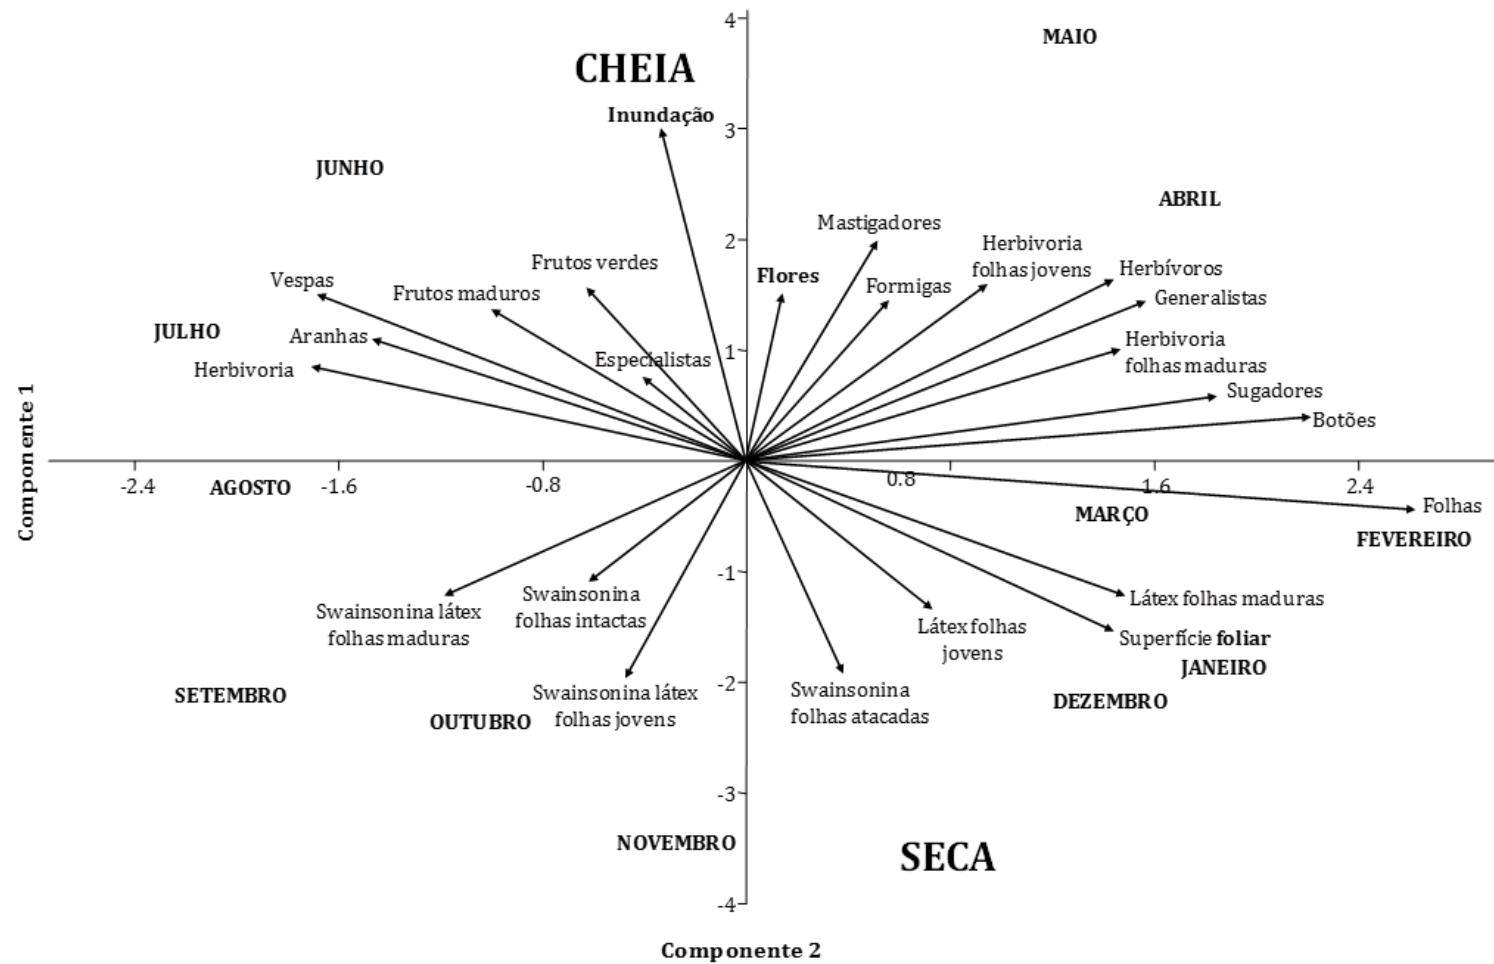 4
MAIO
CHEIA
Inundação
3
JUNHO
ABRIL
Mastigadores
2
Herbivoria
folhas jovens
Frutos verdes
Flores
Herbívoros
Vespas
Formigas
Frutos maduros
Generalistas
JULHO
Aranhas
Herbivoria
folhas maduras
Especialistas
1
Herbivoria
Sugadores
Botões
Componente 1
-2.4
AGOSTO
-1.6
-0.8
0.8
1.6
2.4
Folhas
MARÇO
FEVEREIRO
-1
Swainsonina látex
folhas maduras
Swainsonina
folhas intactas
Látex folhas maduras
Látex folhas
jovens
Superfície foliar
JANEIRO
-2
SETEMBRO
Swainsonina látex
folhas jovens
Swainsonina
folhas atacadas
DEZEMBRO
OUTUBRO
-3
NOVEMBRO
SECA
-4
Componente 2